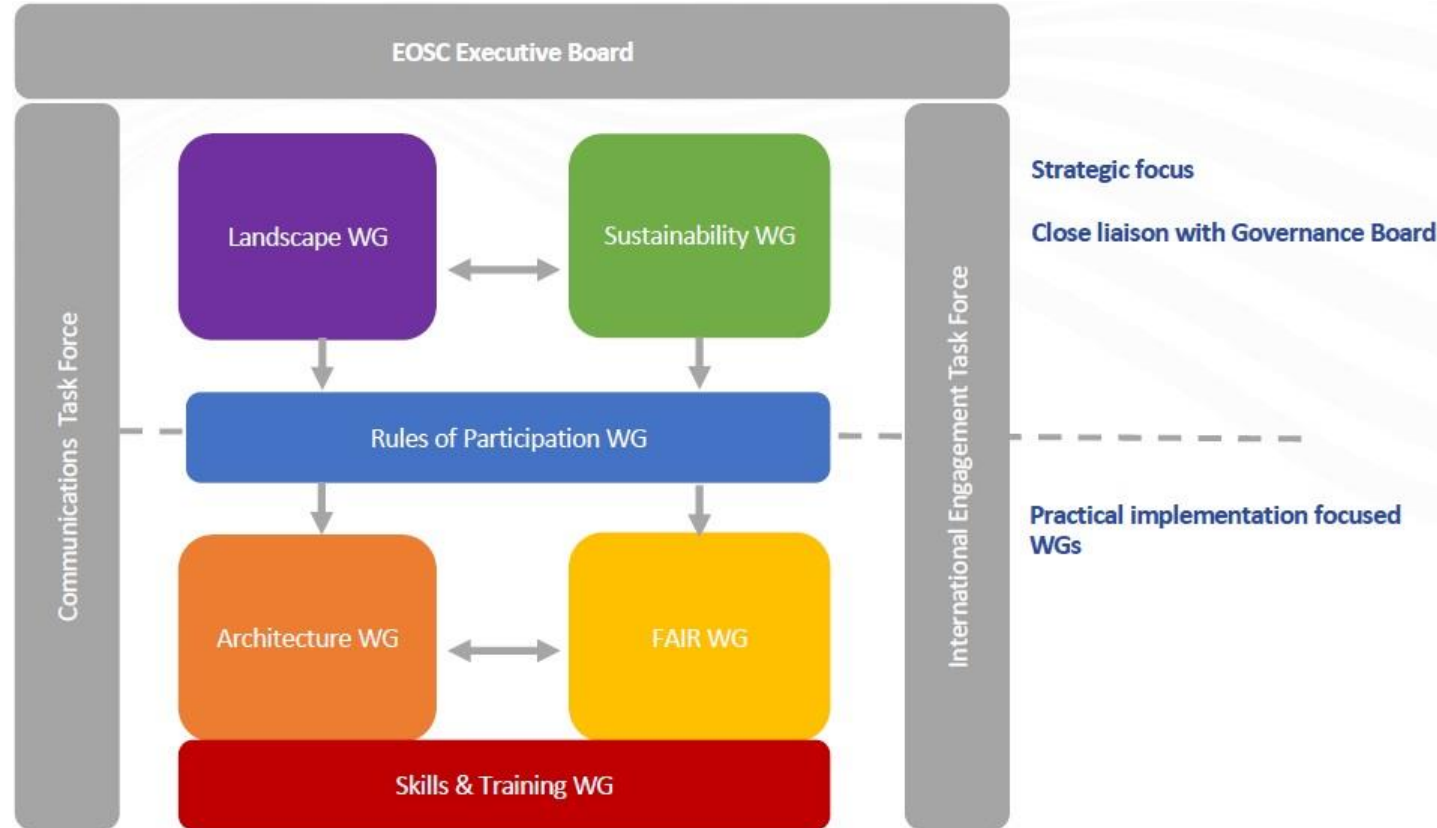 EOSC Executive Board
Communications Task Force
Landscape WG
Sustainability WG
International Engagement Task Force
Strategic focus
Close liaison with Governance Board
Rules of Participation WG
Practical implementation focused
WGs
Architecture WG
FAIR WG
Skills & Training WG